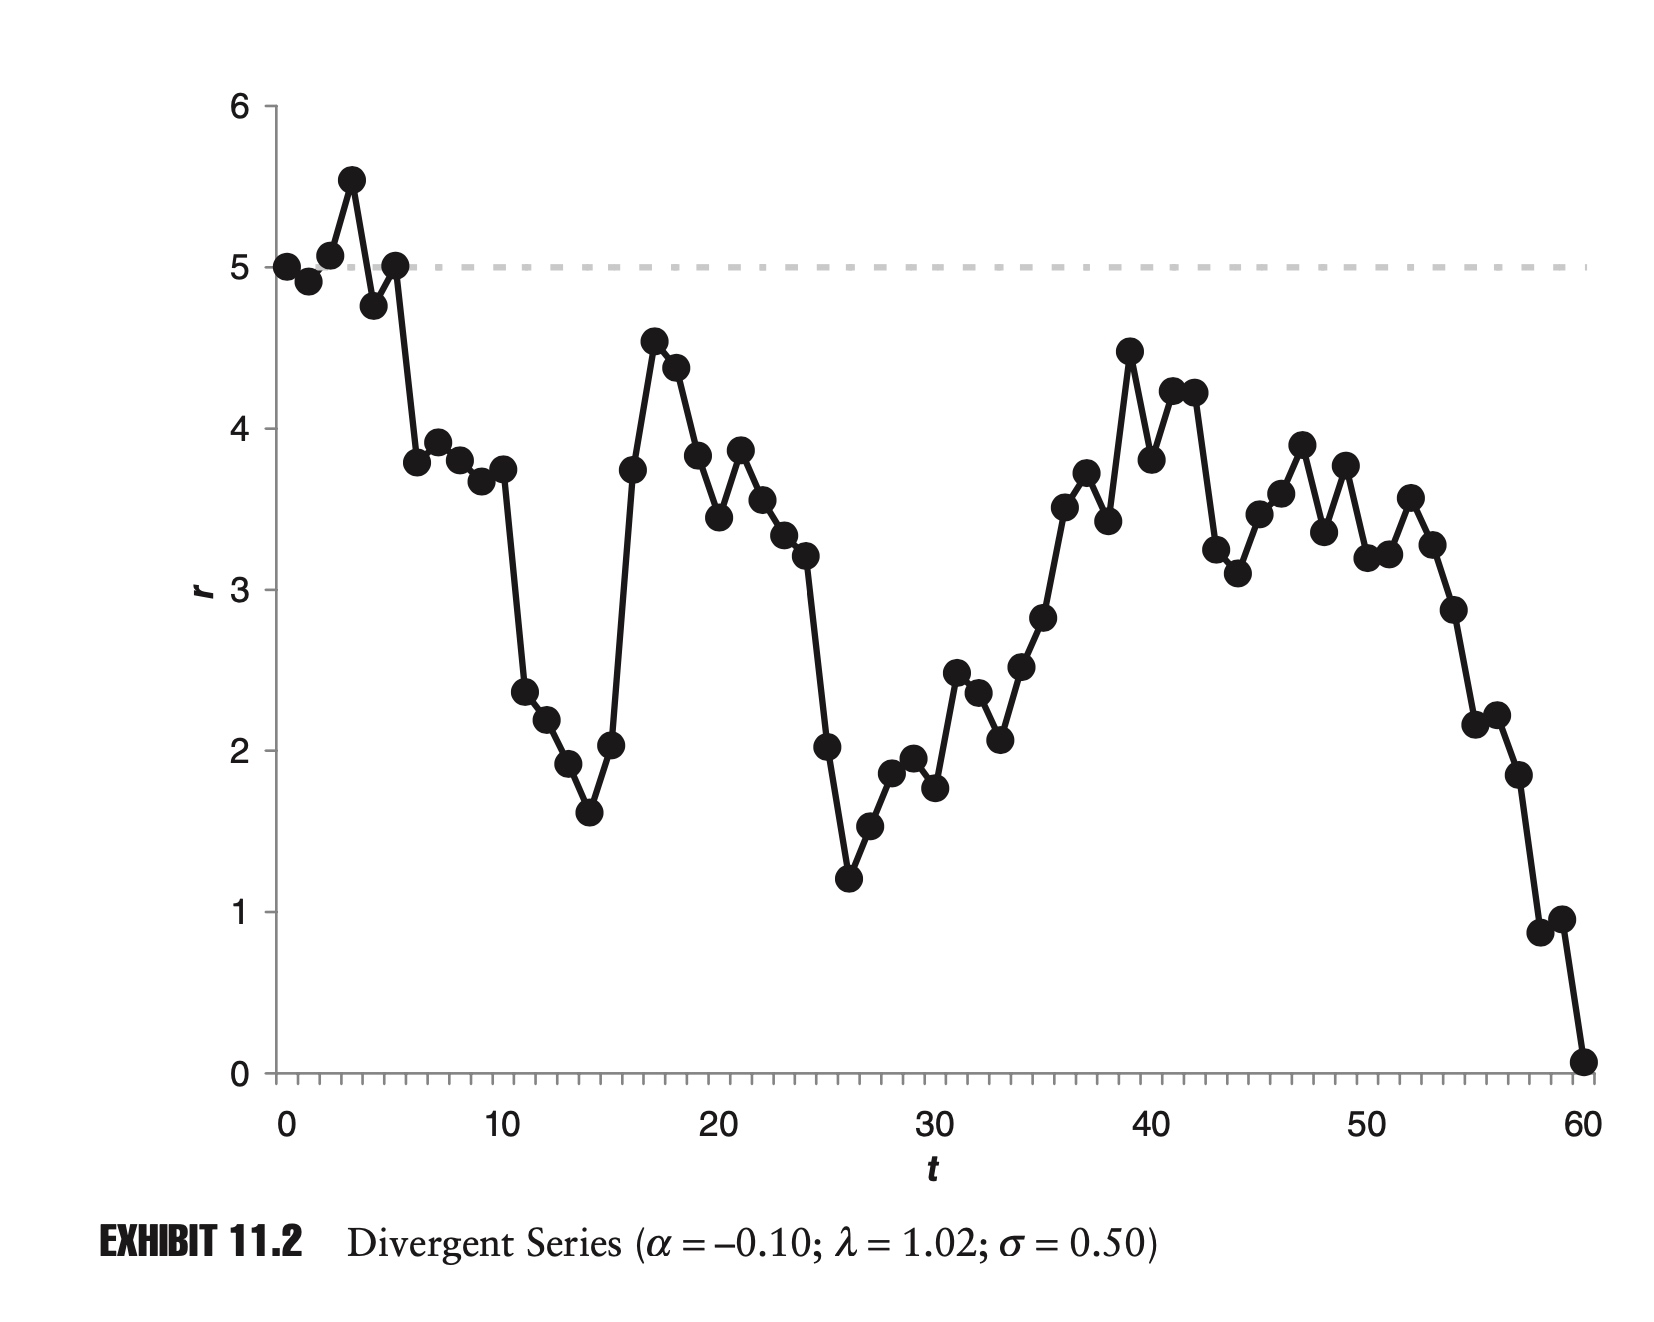 6
5
4
3
2
1
0
r
0 10 20 30 40 50 60
t
EXHIBIT 11.2 Divergent Series (α = –0.10; λ = 1.02; σ = 0.50)